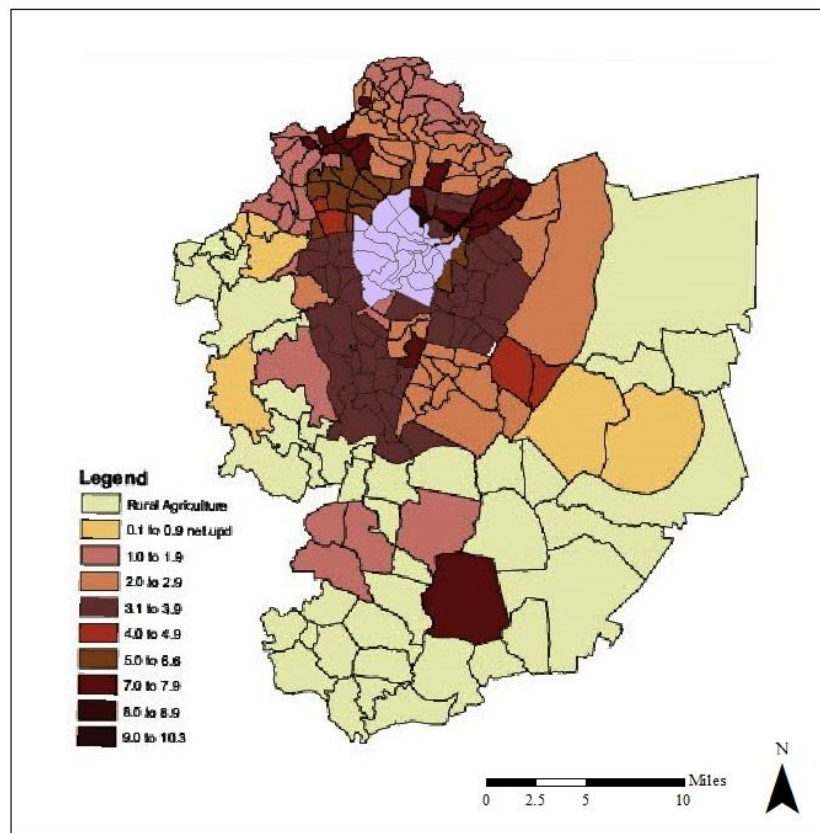 Legend
Rural Agriculture
0.1 to 0.9 net upd
1.0 to 1.9
2.0 to 2.9
3.1 to 3.9
4.0 to 4.9
5.0 to 6.6
7.0 to 7.9
8.0 to 8.9
9.0 to 10.3
N
Miles
0 2.5 5 10